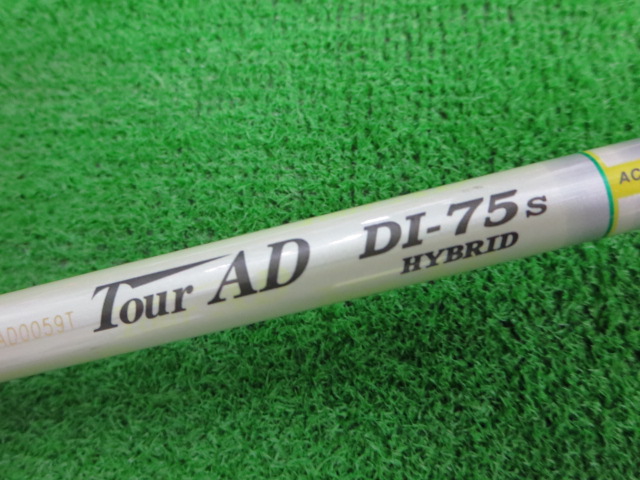 AD0059T
Tour AD
DI-75s
HYBRID
AC